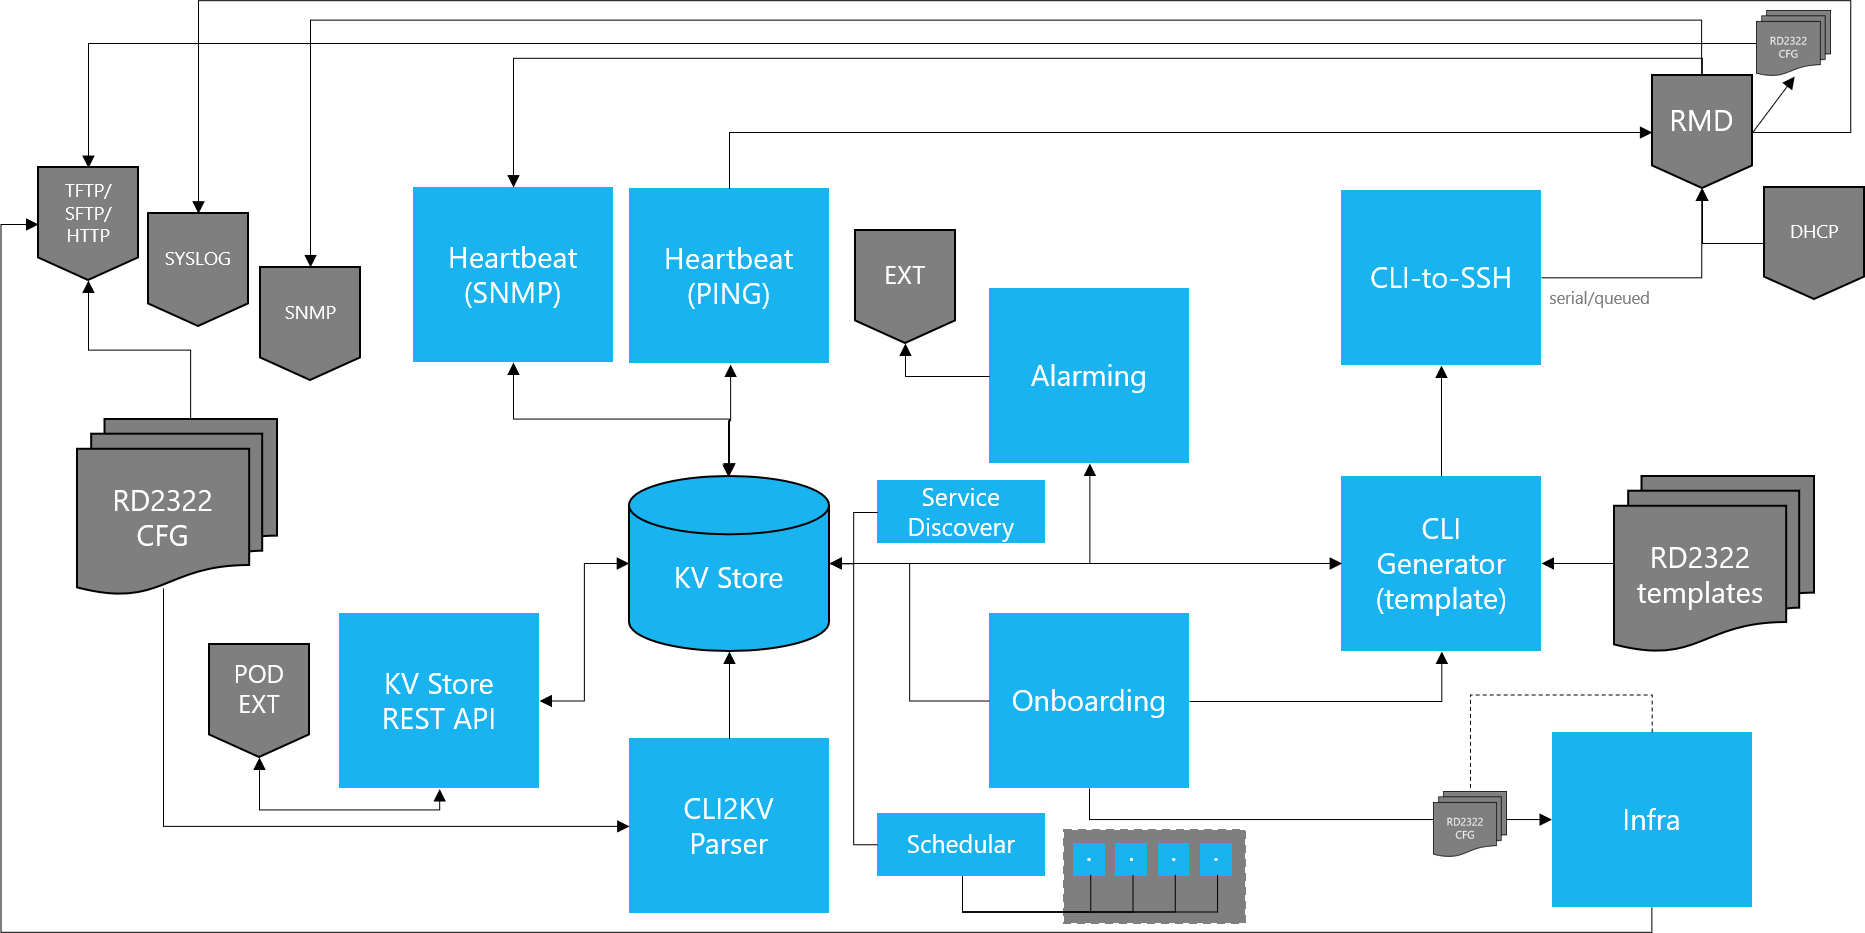 RD2322
CFG
RMD
TFTP/
SFTP/
HTTP
SYSLOG
SNMP
Heartbeat
(SNMP)
Heartbeat
(PING)
EXT
Alarming
CLI-to-SSH
serial/queued
DHCP
RD2322
CFG
Service
Discovery
KV Store
CLI
Generator
(template)
RD2322
templates
POD
EXT
KV Store
REST API
Onboarding
CLI2KV
Parser
Schedular
RD2322
CFG
Infra